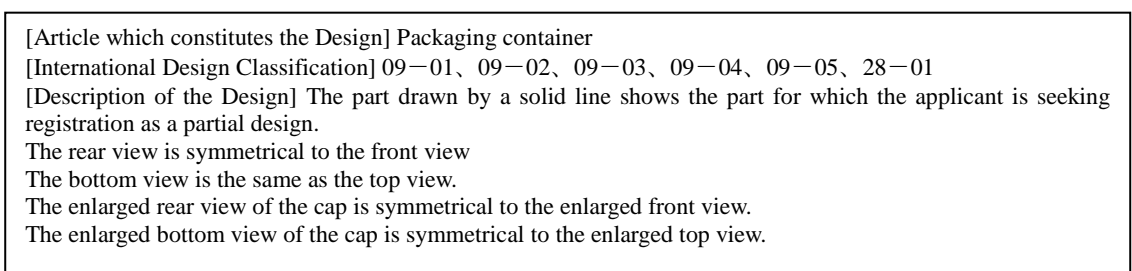 [Article which constitutes the Design] Packaging container
[International Design Classification] 09－01、09－02、09－03、09－04、09－05、28－01
[Description of the Design] The part drawn by a solid line shows the part for which the applicant is seeking
registration as a partial design.
The rear view is symmetrical to the front view
The bottom view is the same as the top view.
The enlarged rear view of the cap is symmetrical to the enlarged front view.
The enlarged bottom view of the cap is symmetrical to the enlarged top view.